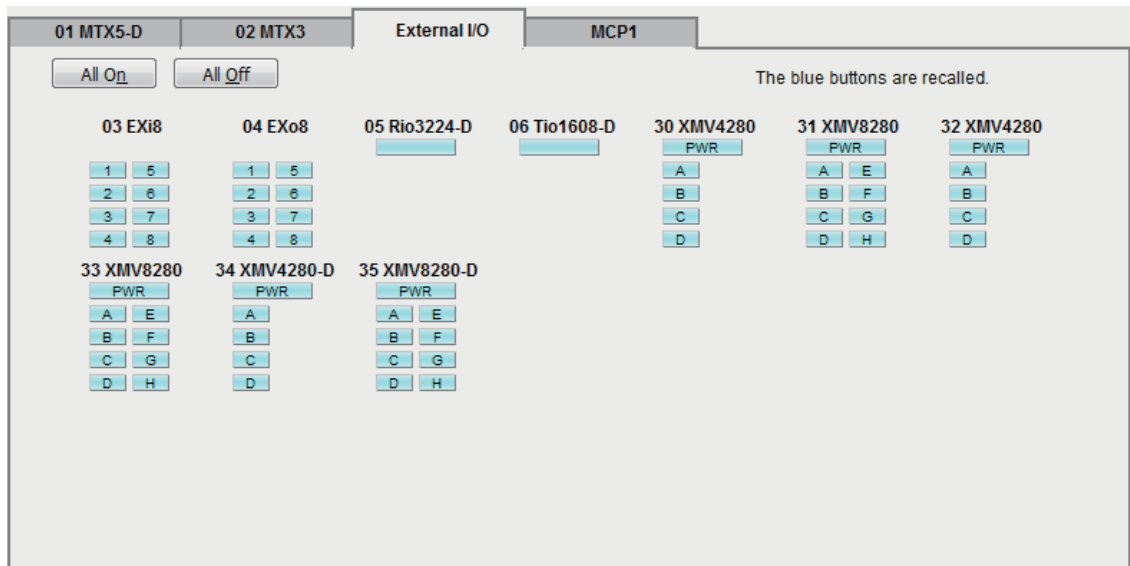 01 MTX5-D 02 MTX3 External I/O MCP1
All On All Off The blue buttons are recalled.
03 EXi8 04 EXo8 05 Rio3224-D 06 Tio1608-D 30 XMV4280 31 XMV8280 32 XMV4280
PWR PWR PWR
1 5 1 5 A A E A
2 6 2 6 B B F B
3 7 3 7 C C G C
4 8 4 8 D D H D
33 XMV8280 34 XMV4280-D 35 XMV8280-D
PWR PWR PWR
A E A A E
B F B B F
C G C C G
D H D D H